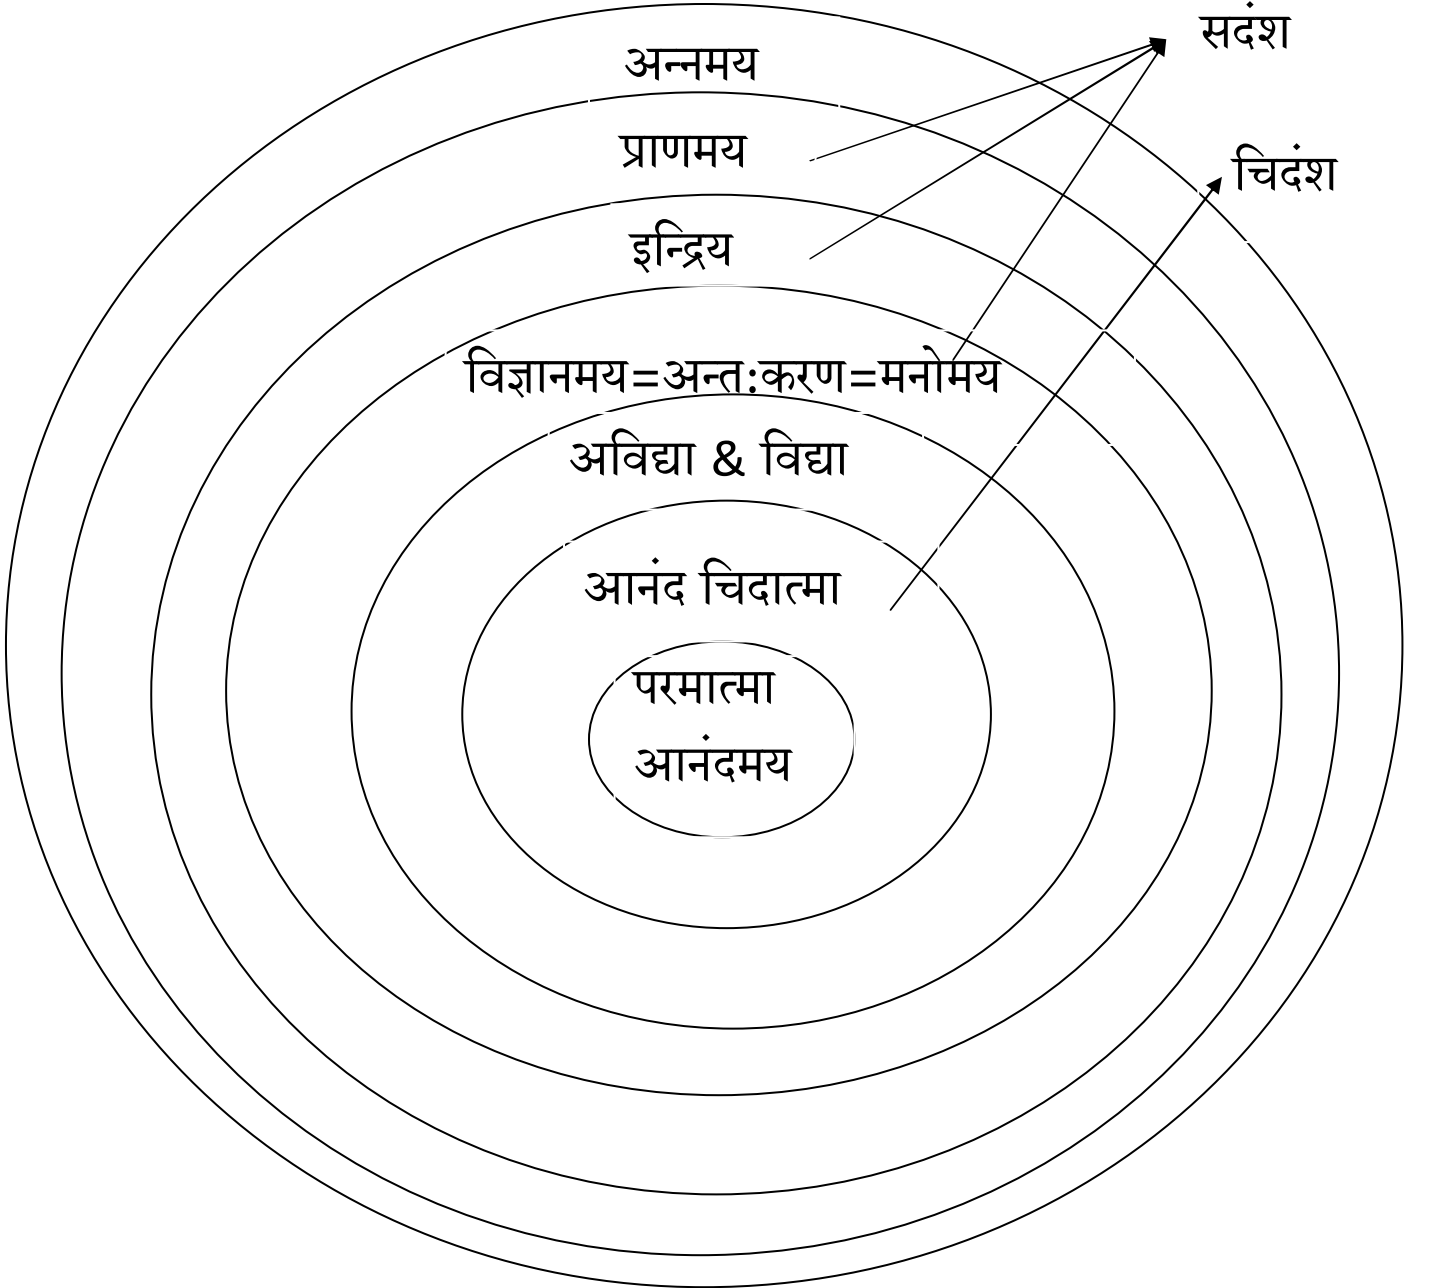 सदंश
अन्नमय
प्राणमय
चिदंश
इन्द्रिय
विज्ञानमय=अन्त:करण=मनोमय
अविद्या & विद्या
आनंद चिदात्मा
परमात्मा
आनंदमय